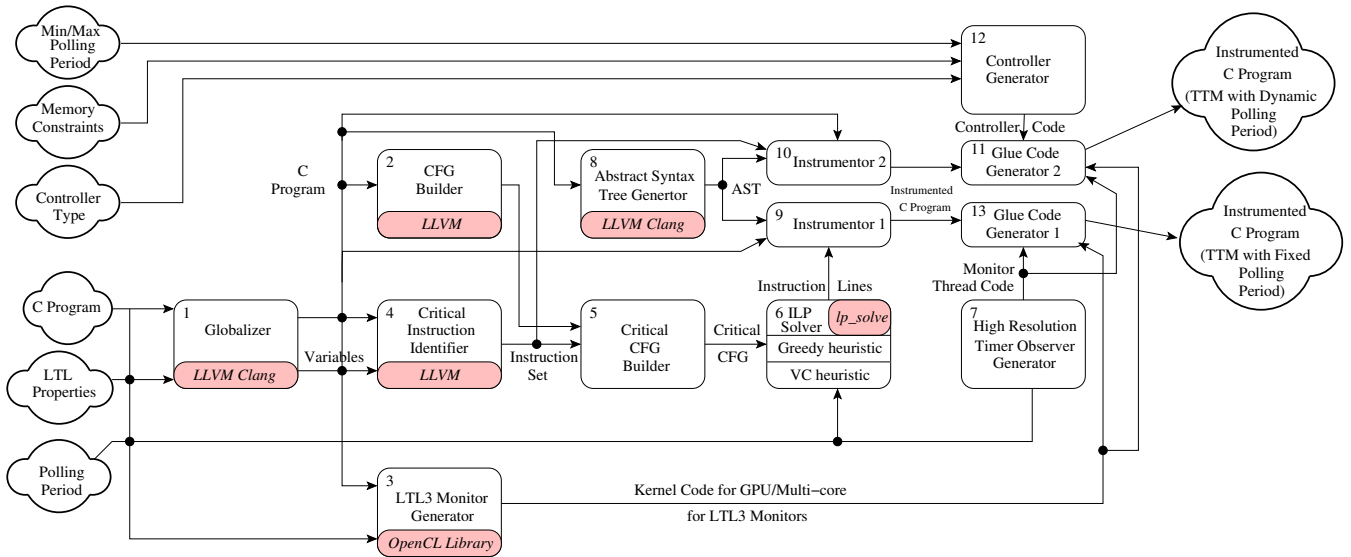 Min/Max
Polling
Period
Memory
Constraints
Controller
Type
C Program
LTL
Properties
Polling
Period
1
Globalizer
LLVM Clang
C
Program
Variables
2
CFG
Builder
LLVM
4
Critical
Instruction
Identifier
LLVM
3
LTL3 Monitor
Generator
OpenCL Library
Instruction
Set
8
Abstract Syntax
Tree Genertor
LLVM Clang
AST
5
Critical
CFG
Builder
Critical
CFG
10
Instrumentor 2
9
Instrumentor 1
Instruction Lines
6 ILP
Solver
lp_solve
Greedy heuristic
VC heuristic
Instrumented
C Program
12
Controller
Generator
Controller Code
11
Glue Code
Generator 2
13
Glue Code
Generator 1
Monitor
Thread Code
7
High Resolution
Timer Observer
Generator
Kernel Code for GPU/Multi−core
for LTL3 Monitors
Instrumented
C Program
(TTM with Dynamic
Polling
Period)
Instrumented
C Program
(TTM with Fixed
Polling
Period)